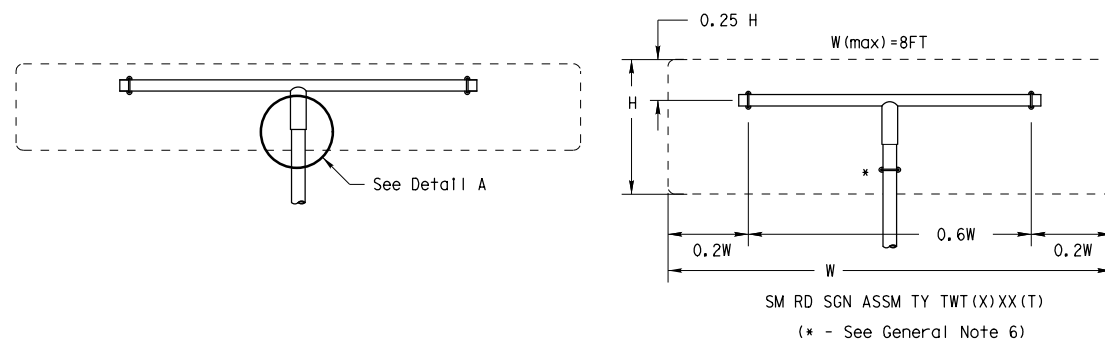 0.25 H
W(max)=8FT
H
See Detail A
*
0.2W
0.6W
0.2W
W
SM RD SGN ASSM TY TWT(X)XX(T)
(* - See General Note 6)